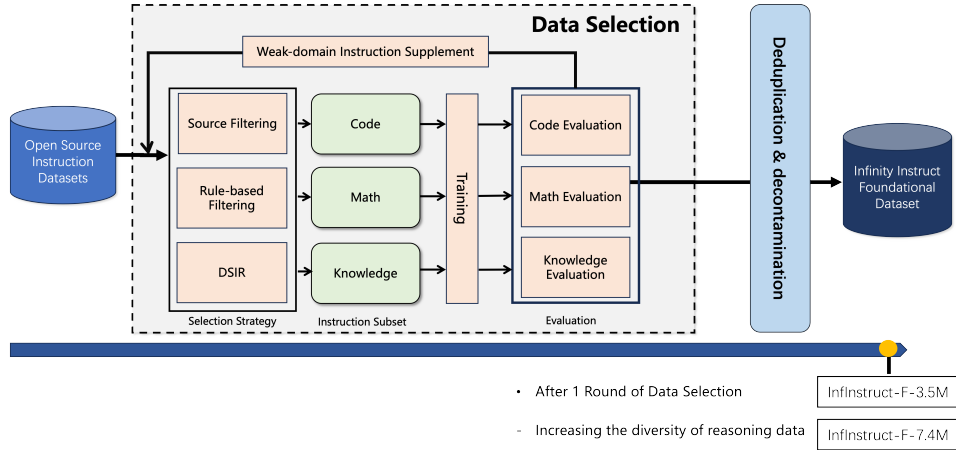 Data Selection
Weak-domain Instruction Supplement
Open Source
Instruction
Datasets
Source Filtering
Code
Code Evaluation
Rule-based
Filtering
Math
Training
Math Evaluation
DSIR
Knowledge
Knowledge
Evaluation
Selection Strategy
Instruction Subset
Evaluation
Deduplication & decontamination
Infinity Instruct
Foundational
Dataset
• After 1 Round of Data Selection
InfInstruct-F-3.5M
- Increasing the diversity of reasoning data
InfInstruct-F-7.4M